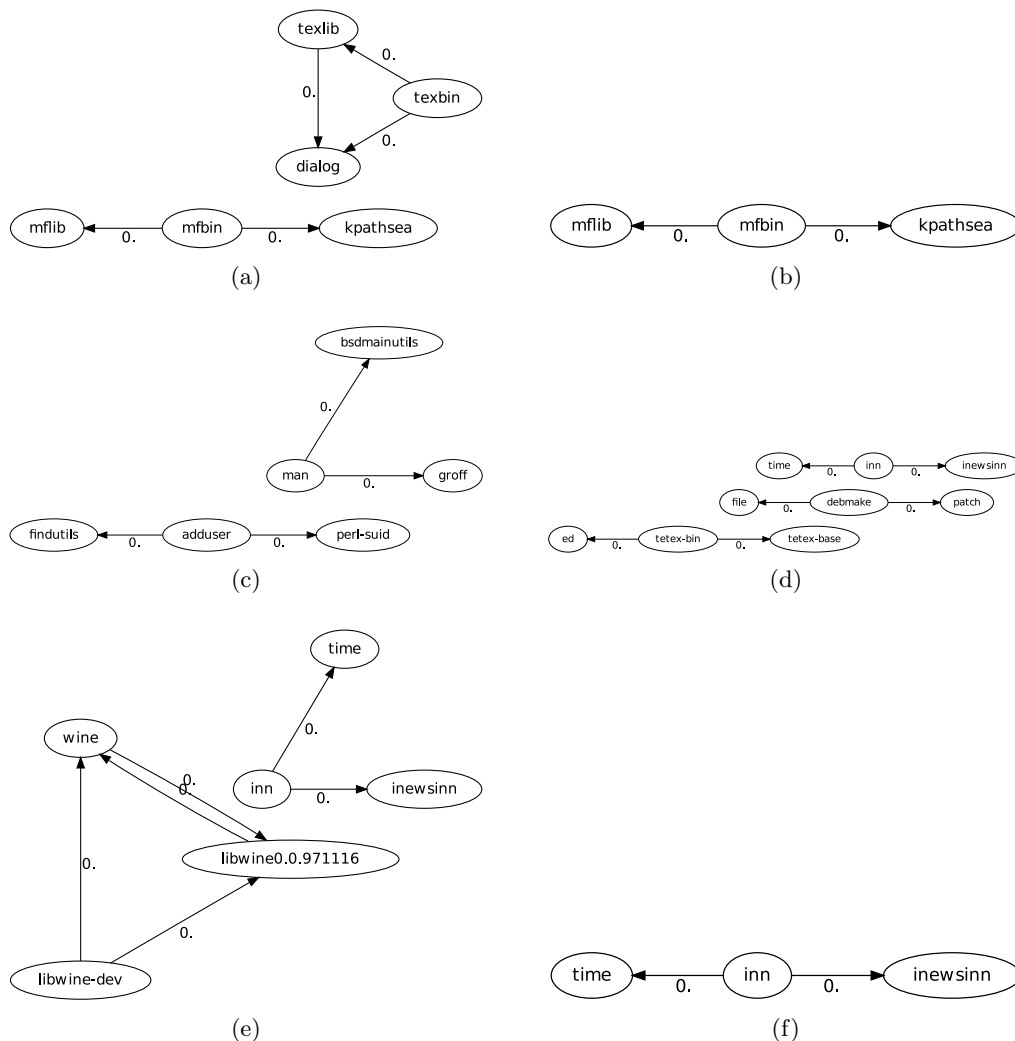 texlib
0.
0.
texbin
0.
dialog
mflib 0. mfbin 0. kpathsea
(a)
mflib 0. mfbin 0. kpathsea
(b)
bsdmainutils
0.
man 0. groff
findutils 0. adduser 0. perl-suid
(c)
time 0. inn 0. inewsinn
file 0. debmake 0. patch
ed 0. tetex-bin 0. tetex-base
(d)
time
wine
0.
0.
0.
inn 0. inewsinn
libwine0.0.971116
0.
0.
libwine-dev
(e)
time 0. inn 0. inewsinn
(f)